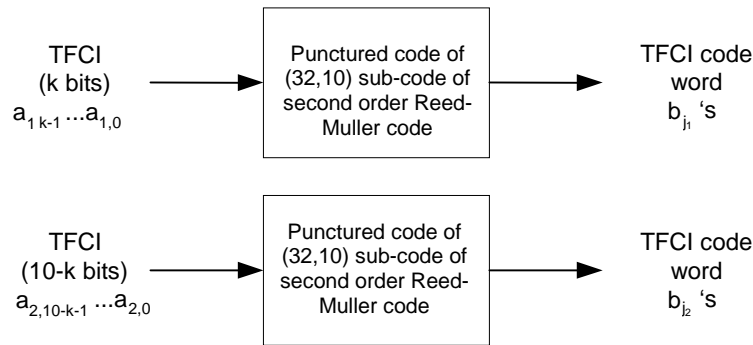 TFCI
(k bits)
a1 k-1 ...a1,0
Punctured code of
(32,10) sub-code of
second order Reed-
Muller code
TFCI code
word
bj1 ‘s
TFCI
(10-k bits)
a2,10-k-1 ...a2,0
Punctured code of
(32,10) sub-code of
second order Reed-
Muller code
TFCI code
word
bj2 ‘s